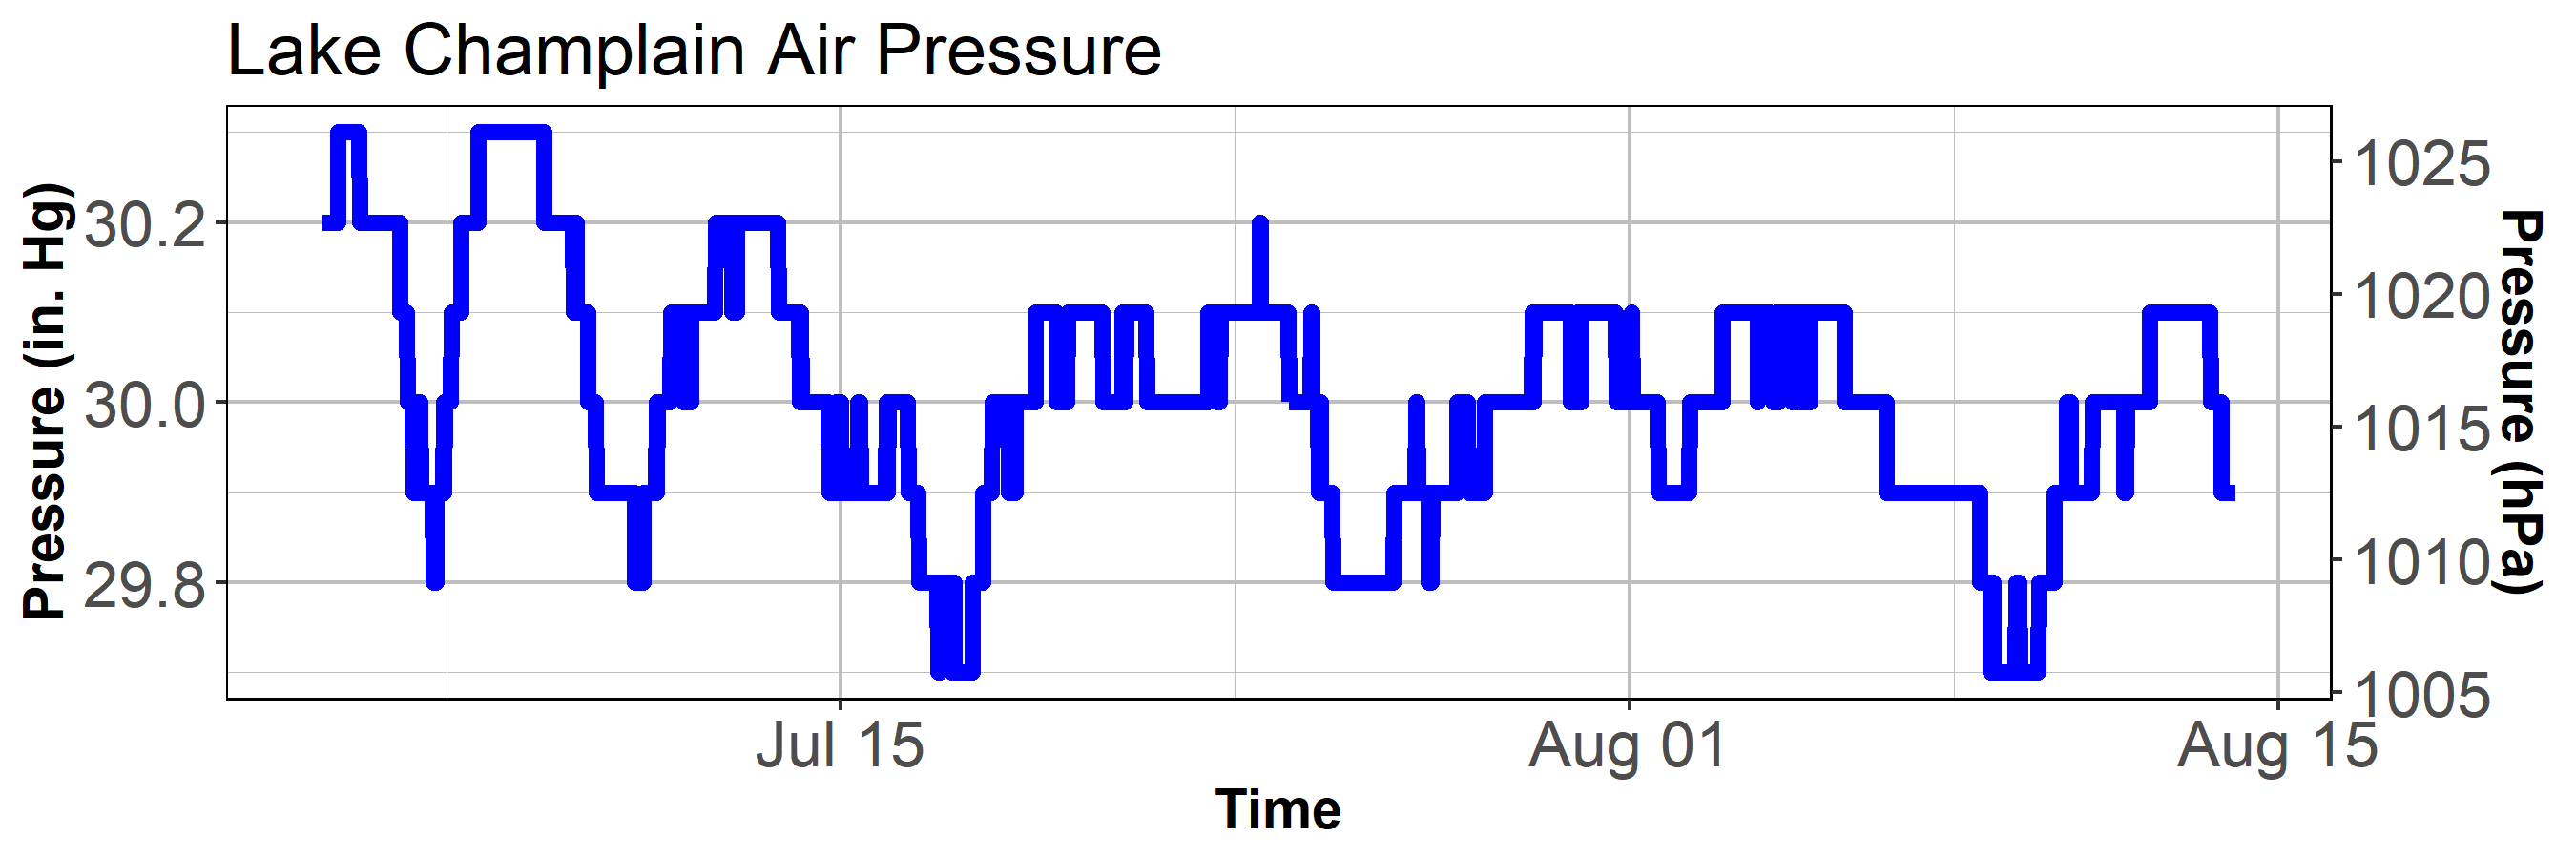 Lake Champlain Air Pressure
Pressure (in. Hg)
30.2
30.0
29.8
1025
1020
1015
1010
1005
Pressure (hPa)
Jul 15
Aug 01
Aug 15
Time